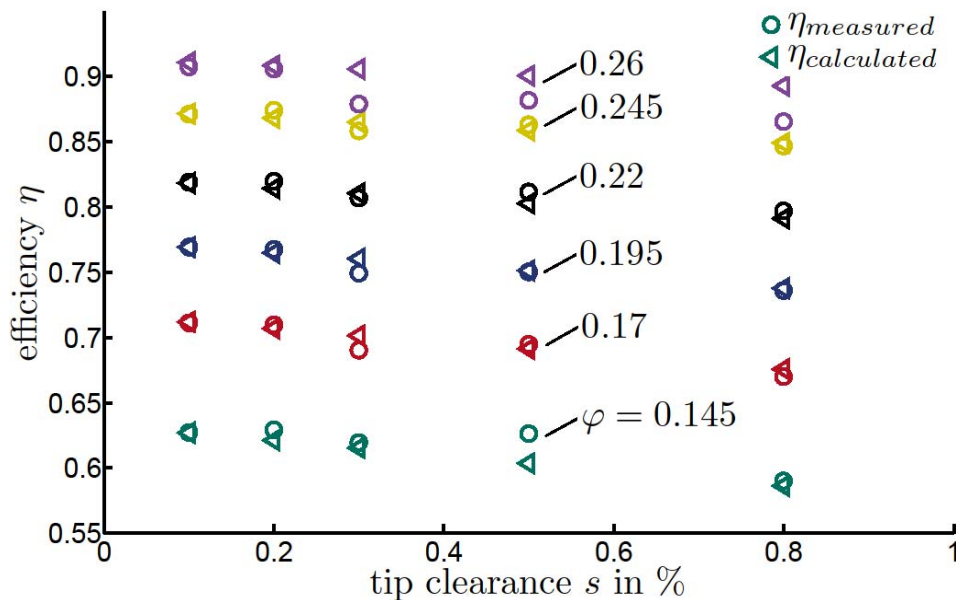 η_measured
η_calculated
0.26
0.245
0.22
0.195
0.17
φ = 0.145
efficiency η
0.9
0.85
0.8
0.75
0.7
0.65
0.6
0.55
0 0.2 0.4 0.6 0.8 1
tip clearance s in %